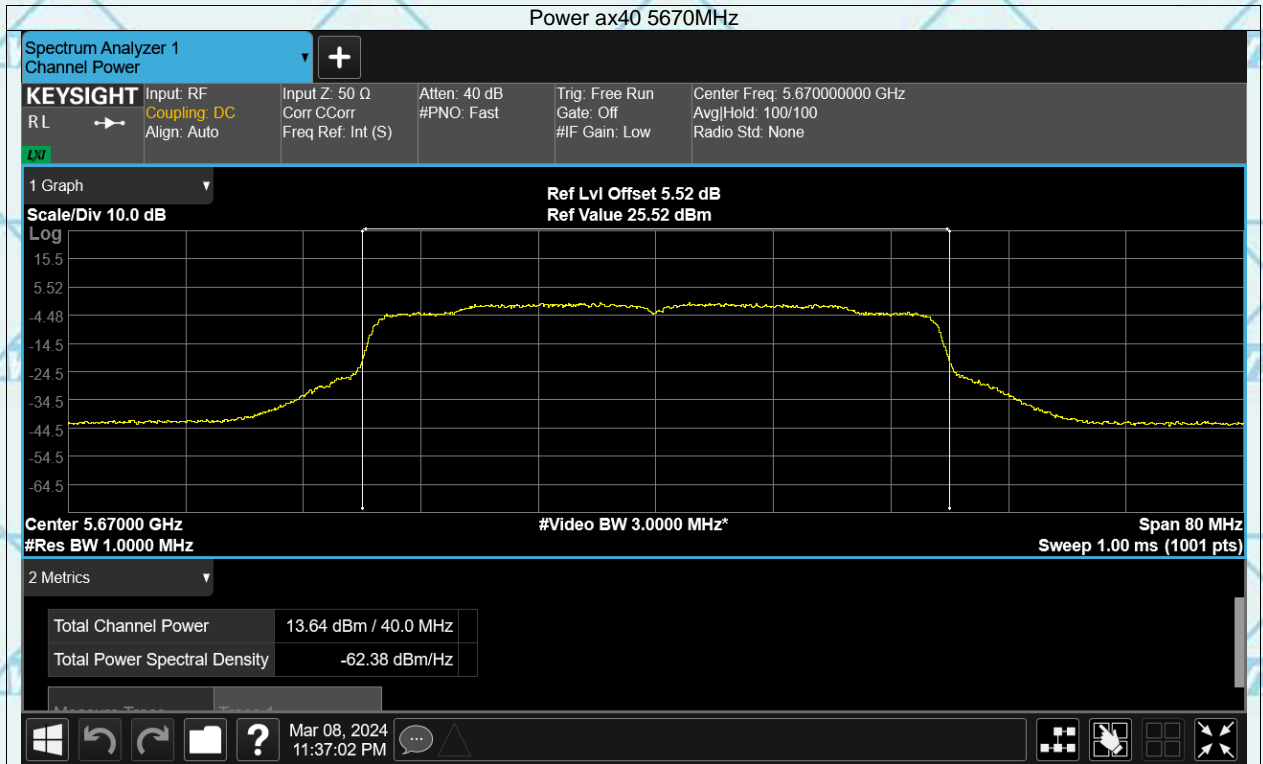 Power ax40 5670MHz
Spectrum Analyzer 1
Channel Power
KEYSIGHT
R L
LXI
Input: RF
Coupling: DC
Align: Auto
Input Z: 50 Ω
Corr CCorr
Freq Ref: Int (S)
Atten: 40 dB
#PNO: Fast
Trig: Free Run
Gate: Off
#IF Gain: Low
Center Freq: 5.670000000 GHz
Avg|Hold: 100/100
Radio Std: None
1 Graph
Scale/Div 10.0 dB
Ref Lvl Offset 5.52 dB
Ref Value 25.52 dBm
Log
15.5
5.52
-4.48
-14.5
-24.5
-34.5
-44.5
-54.5
-64.5
Center 5.67000 GHz
#Res BW 1.0000 MHz
#Video BW 3.0000 MHz*
Span 80 MHz
Sweep 1.00 ms (1001 pts)
2 Metrics
Total Channel Power 13.64 dBm / 40.0 MHz
Total Power Spectral Density -62.38 dBm/Hz
Mar 08, 2024
11:37:02 PM